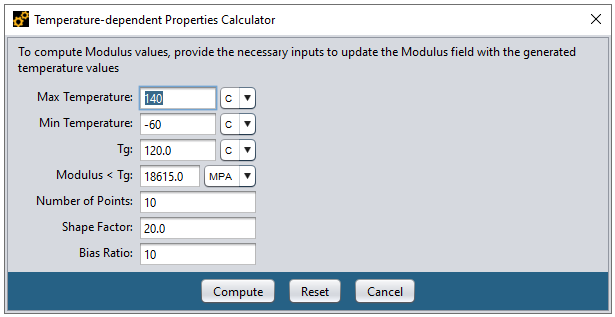 Temperature-dependent Properties Calculator
To compute Modulus values, provide the necessary inputs to update the Modulus field with the generated
temperature values
Max Temperature: 140 C
Min Temperature: -60 C
Tg: 120.0 C
Modulus < Tg: 18615.0 MPA
Number of Points: 10
Shape Factor: 20.0
Bias Ratio: 10
Compute Reset Cancel